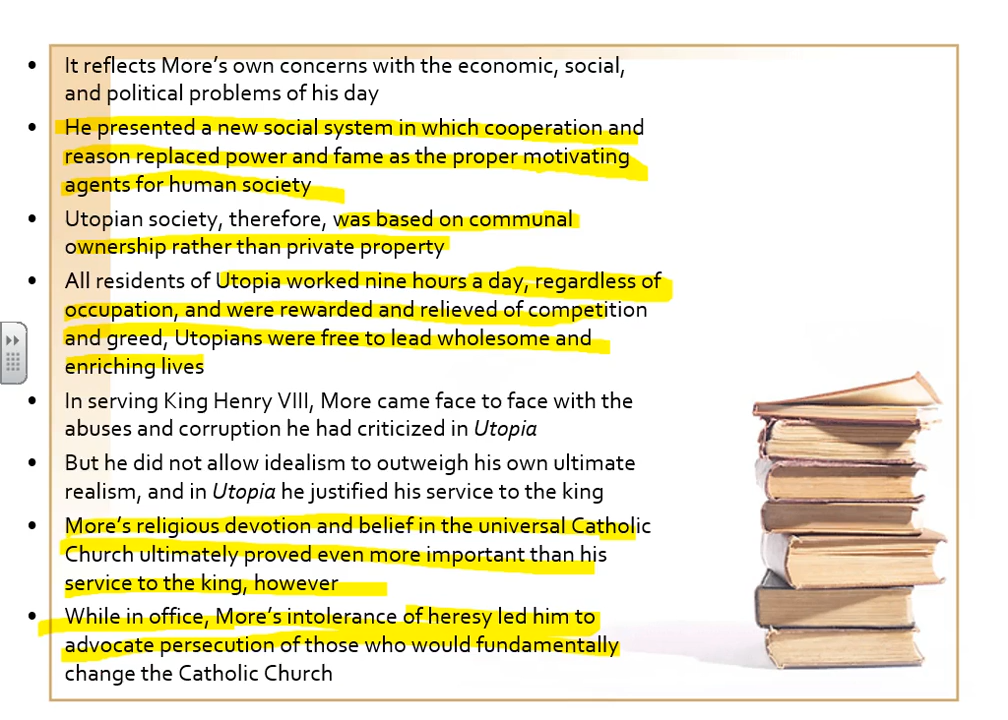 • It reflects More's own concerns with the economic, social,
and political problems of his day
• He presented a new social system in which cooperation and
reason replaced power and fame as the proper motivating
agents for human society
• Utopian society, therefore, was based on communal
ownership rather than private property
• All residents of Utopia worked nine hours a day, regardless of
occupation, and were rewarded and relieved of competition
and greed, Utopians were free to lead wholesome and
enriching lives
• In serving King Henry VIII, More came face to face with the
abuses and corruption he had criticized in Utopia
• But he did not allow idealism to outweigh his own ultimate
realism, and in Utopia he justified his service to the king
• More's religious devotion and belief in the universal Catholic
Church ultimately proved even more important than his
service to the king, however
• While in office, More's intolerance of heresy led him to
advocate persecution of those who would fundamentally
change the Catholic Church